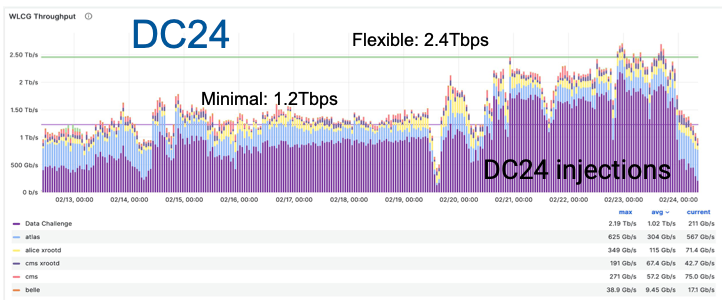 WLCG Throughput
DC24
Flexible: 2.4Tbps
Minimal: 1.2Tbps
DC24 injections
2.50 Tb/s
2 Tb/s
1.50 Tb/s
1 Tb/s
500 Gb/s
0 b/s
02/13, 00:00 02/14, 00:00 02/15, 00:00 02/16, 00:00 02/17, 00:00 02/18, 00:00 02/19, 00:00 02/20, 00:00 02/21, 00:00 02/22, 00:00 02/23, 00:00 02/24, 00:00
max avg current
Data Challenge 2.19 Tb/s 1.02 Tb/s 211 Gb/s
atlas 625 Gb/s 304 Gb/s 567 Gb/s
alice xrootd 349 Gb/s 115 Gb/s 71.4 Gb/s
cms xrootd 191 Gb/s 67.4 Gb/s 42.7 Gb/s
cms 271 Gb/s 57.2 Gb/s 75.0 Gb/s
belle 38.9 Gb/s 9.45 Gb/s 17.1 Gb/s